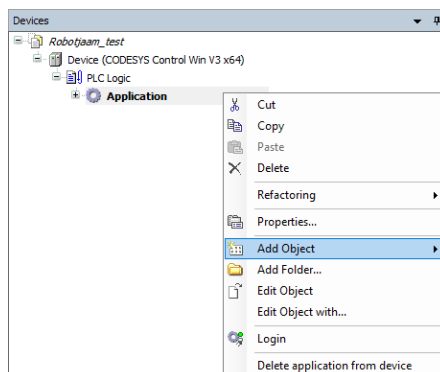 Devices
Robotjaam_test
Device (CODESYS Control Win V3 x64)
PLC Logic
Application
Cut
Copy
Paste
Delete
Refactoring
Properties...
Add Object
Add Folder...
Edit Object
Edit Object with...
Login
Delete application from device